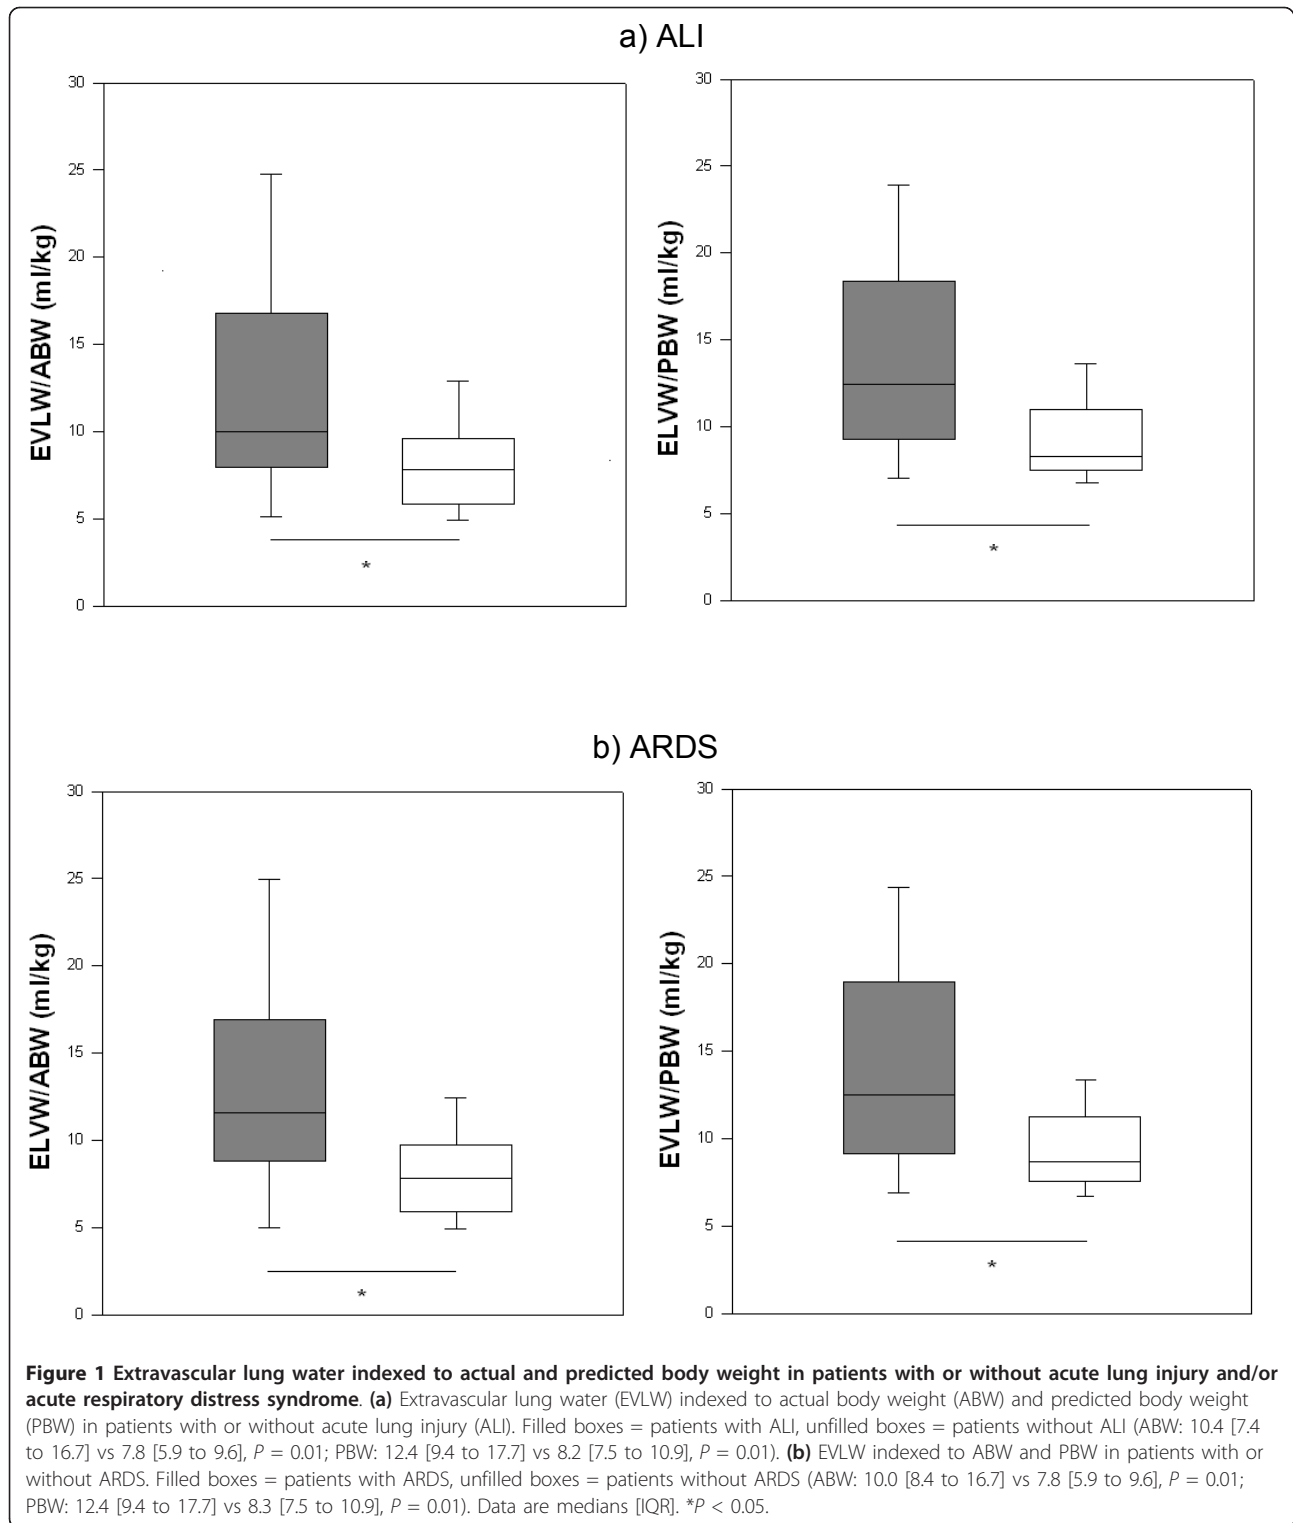 a) ALI
EVLW/ABW (ml/kg)
30
25
20
15
10
5
0
*
ELVW/PBW (ml/kg)
30
25
20
15
10
5
0
*
b) ARDS
ELVW/ABW (ml/kg)
30
25
20
15
10
5
0
*
EVLW/PBW (ml/kg)
30
25
20
15
10
5
0
*
Figure 1 Extravascular lung water indexed to actual and predicted body weight in patients with or without acute lung injury and/or
acute respiratory distress syndrome. (a) Extravascular lung water (EVLW) indexed to actual body weight (ABW) and predicted body weight
(PBW) in patients with or without acute lung injury (ALI). Filled boxes = patients with ALI, unfilled boxes = patients without ALI (ABW: 10.4 [7.4
to 16.7] vs 7.8 [5.9 to 9.6], P = 0.01; PBW: 12.4 [9.4 to 17.7] vs 8.2 [7.5 to 10.9], P = 0.01). (b) EVLW indexed to ABW and PBW in patients with or
without ARDS. Filled boxes = patients with ARDS, unfilled boxes = patients without ARDS (ABW: 10.0 [8.4 to 16.7] vs 7.8 [5.9 to 9.6], P = 0.01;
PBW: 12.4 [9.4 to 17.7] vs 8.3 [7.5 to 10.9], P = 0.01). Data are medians [IQR]. *P < 0.05.